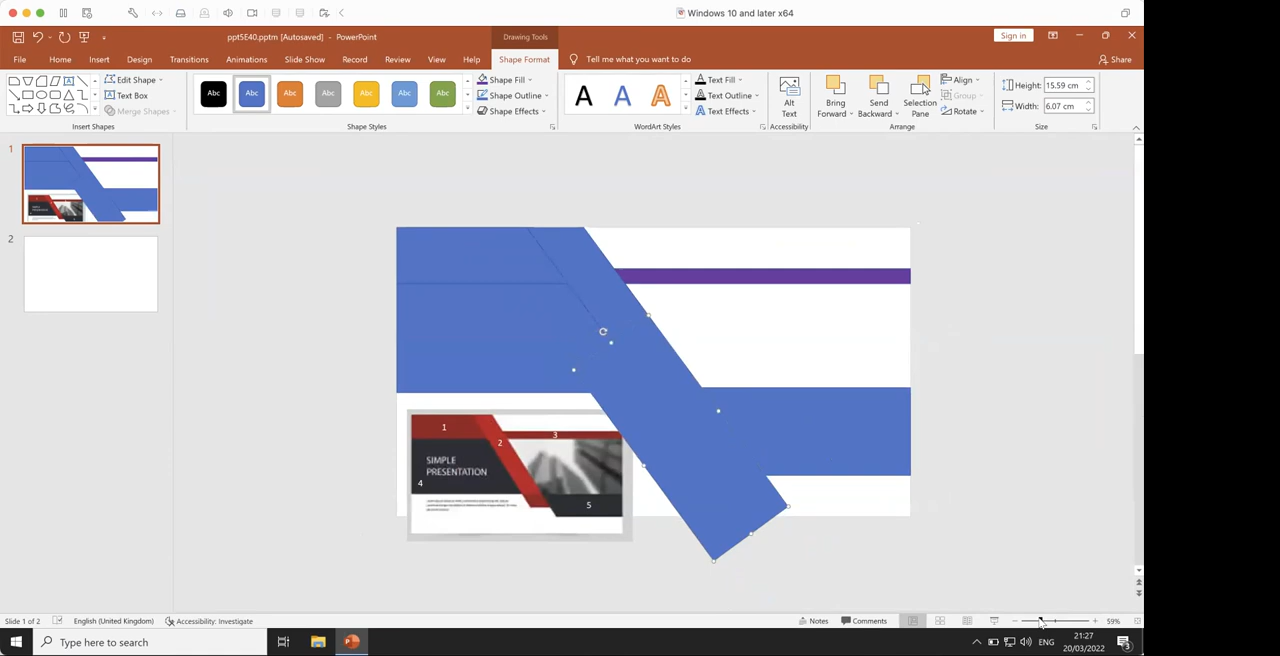 Windows 10 and later x64
ppt5E40.pptm [Autosaved] - PowerPoint
Drawing Tools
Sign in
File Home Insert Design Transitions Slide Show Animations Record Review View Help Shape Format Tell me what you want to do Share
Edit Shape
Text Box
Merge Shapes
Insert Shapes
Abc Abc Abc Abc Abc Abc Abc
Shape Fill
Shape Outline
Shape Effects
Shape Styles
A A A
Text Fill
Text Outline
Text Effects
WordArt Styles
Alt Text
Accessibility
Bring Forward
Send Backward
Selection Pane
Align
Group
Rotate
Arrange
Height: 15.59 cm
Width: 6.07 cm
Size
1
2
1
2
3
SIMPLE
PRESENTATION
4
5
Slide 1 of 2 English (United Kingdom) Accessibility: Investigate Notes Comments 59%
Type here to search
ENG
21:27
20/03/2022
3